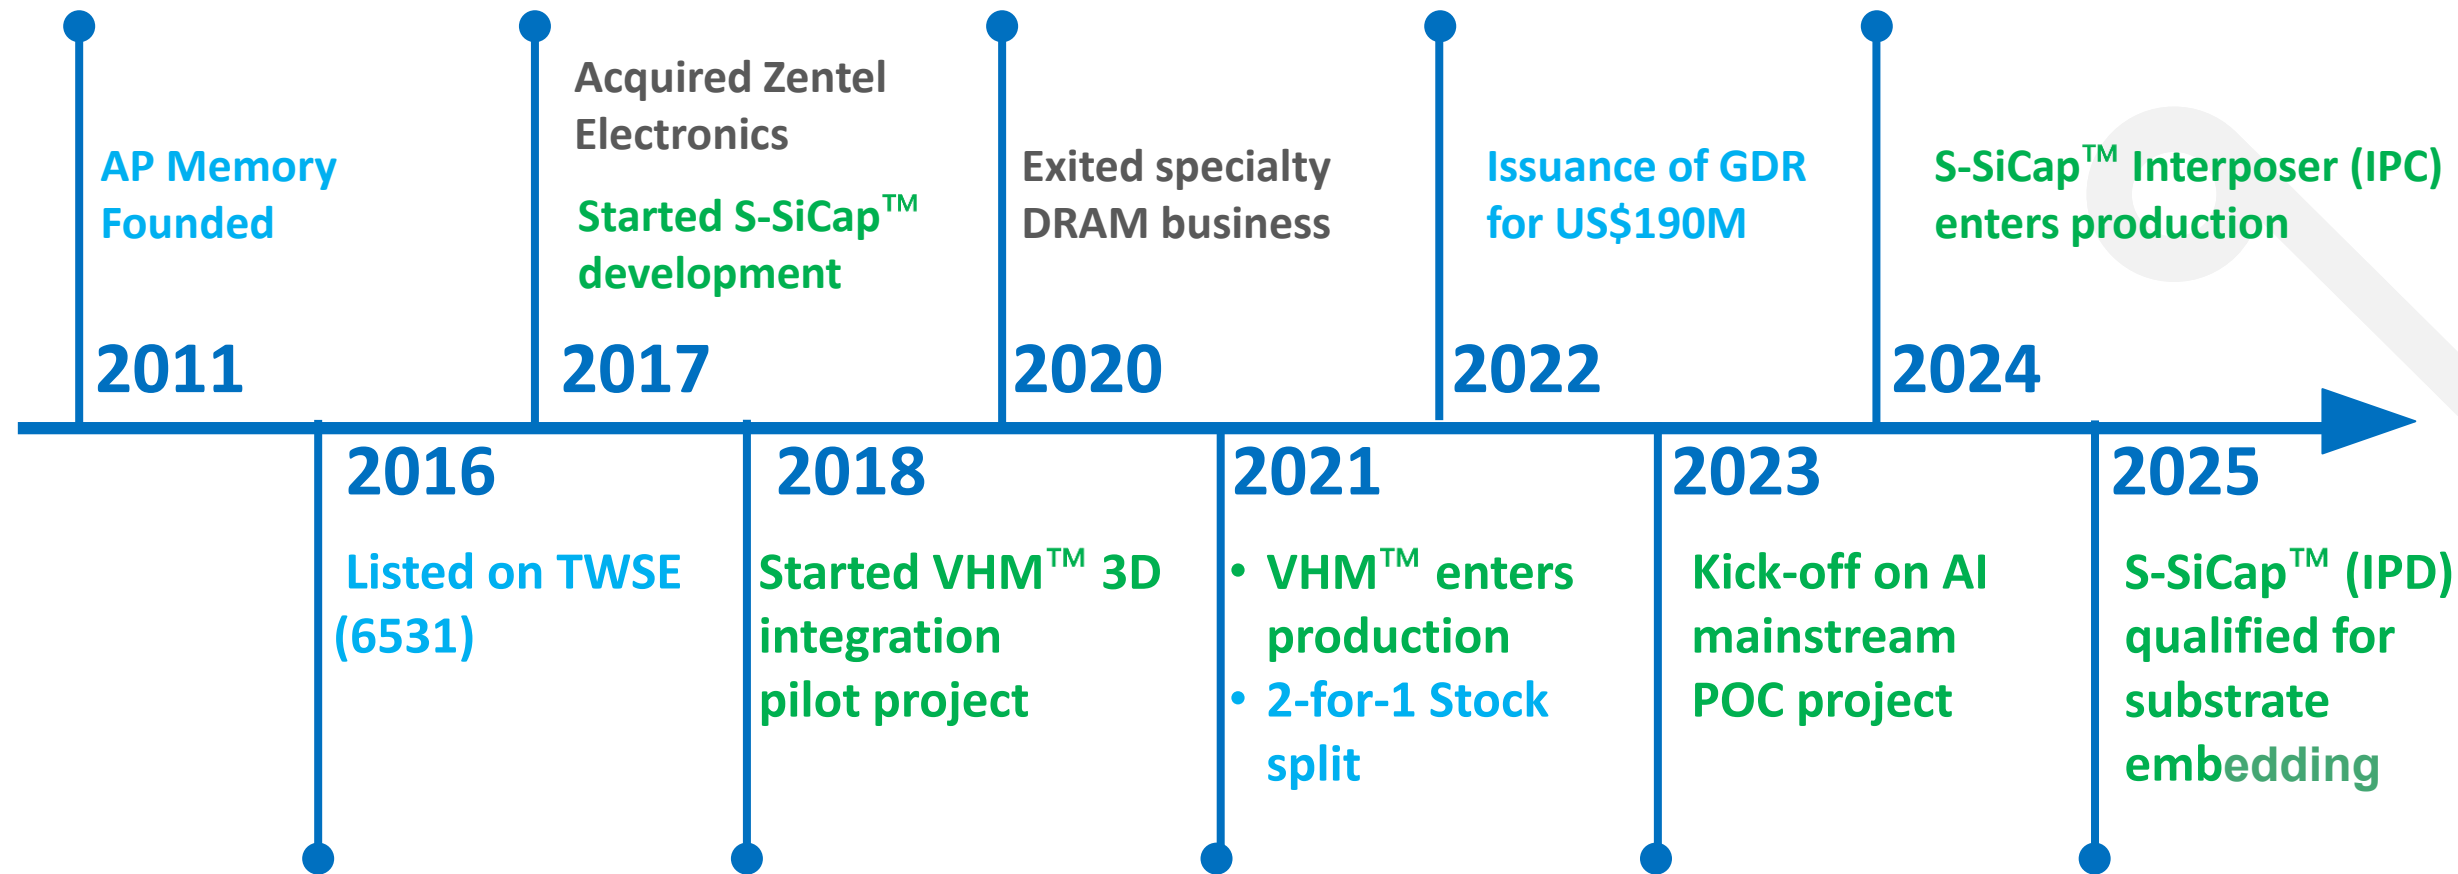 AP Memory
Founded
2011
Listed on TWSE
(6531)
2016
Acquired Zentel
Electronics
Started S-SiCap™
development
2017
2018
Started VHM™ 3D
integration
pilot project
Exited specialty
DRAM business
2020
2021
• VHM™ enters
production
• 2-for-1 Stock
split
Issuance of GDR
for US$190M
2022
2023
Kick-off on AI
mainstream
POC project
S-SiCap™ Interposer (IPC)
enters production
2024
2025
S-SiCap™ (IPD)
qualified for
substrate
embedding